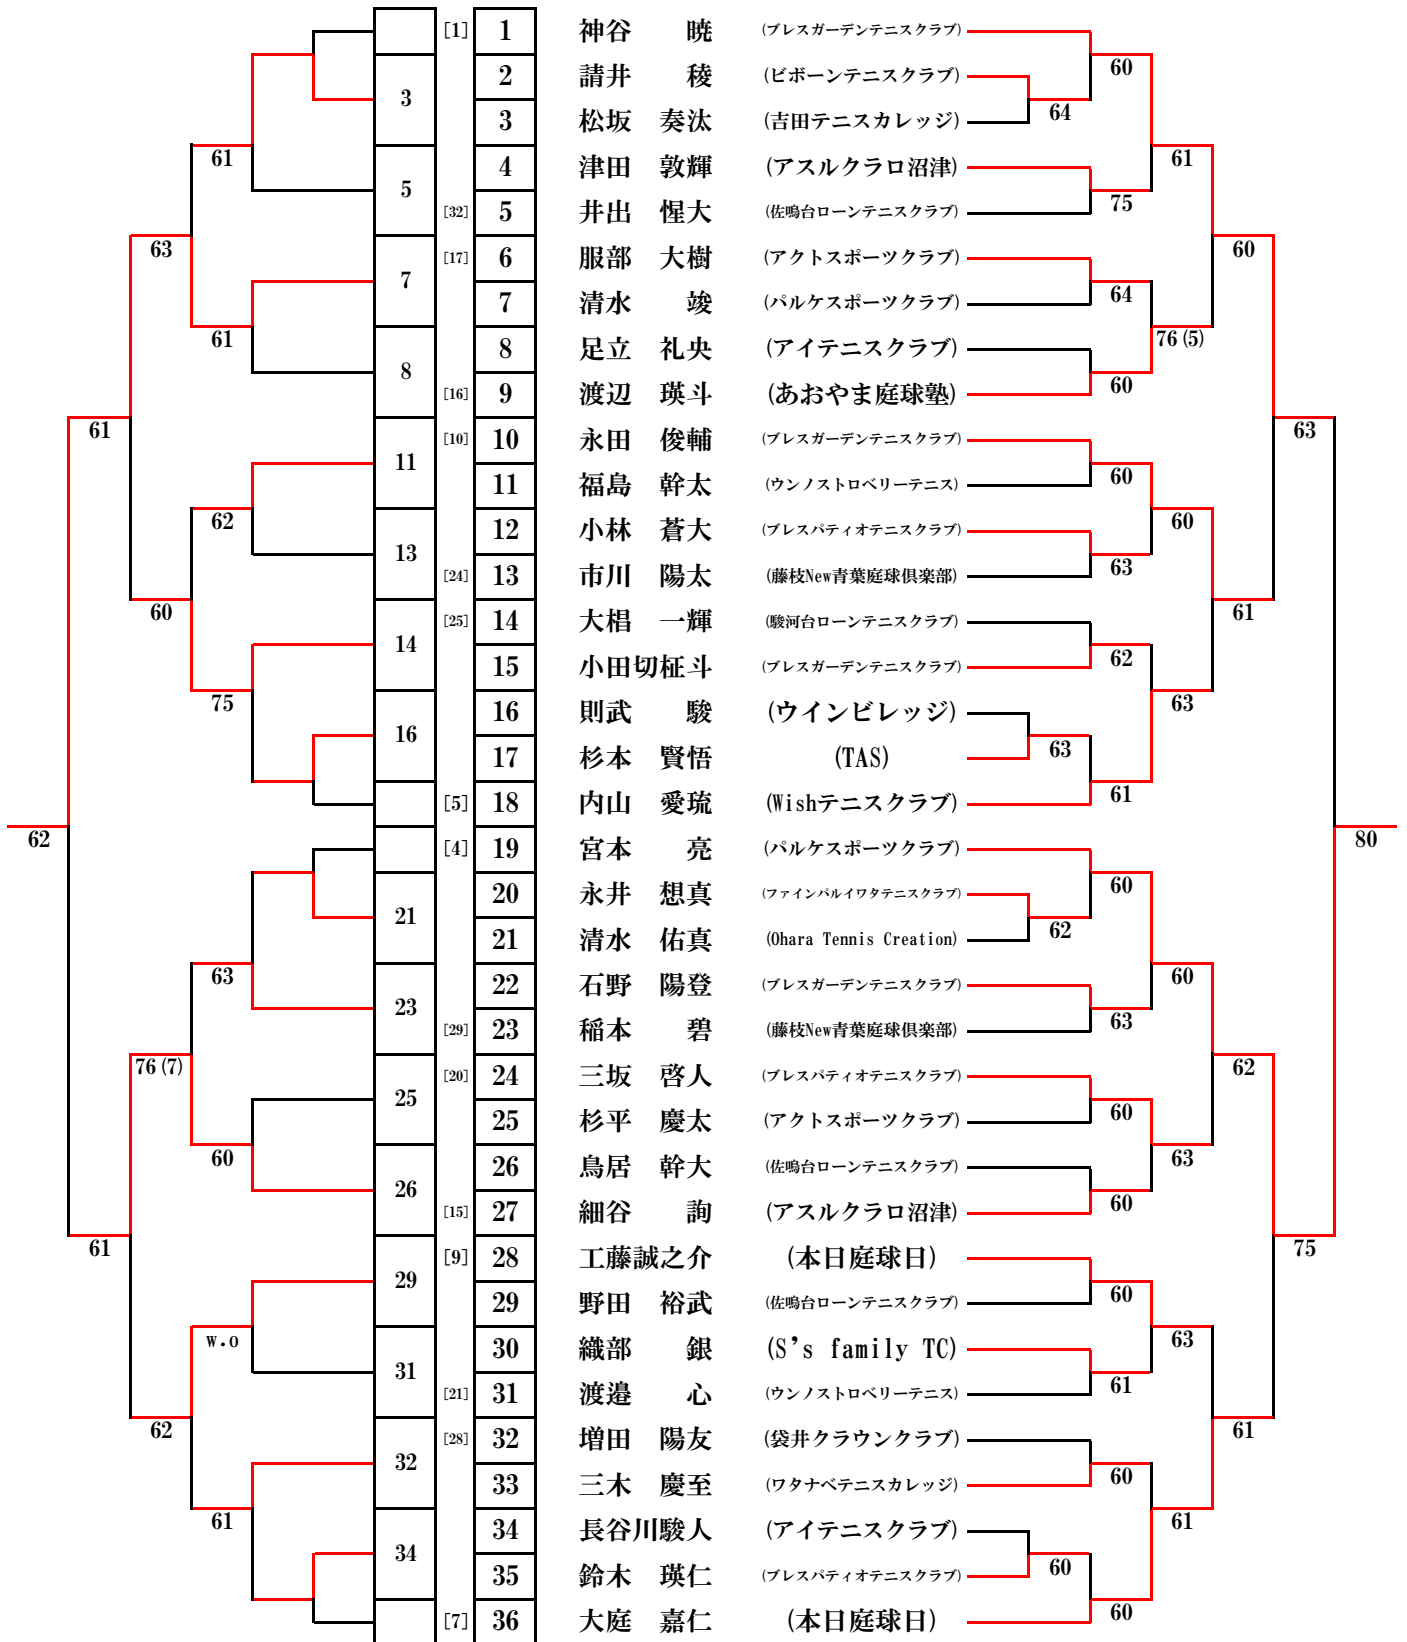 [1] 1 神谷 暁 (ブレスガーデンテニスクラブ)
60
3 2 請井 稜 (ビボーンテニスクラブ)
3 松坂 奏汰 (吉田テニスカレッジ) 64
61 4 津田 敦輝 (アスルクラロ沼津) 61
5 [32] 5 井出 惺大 (佐鳴台ローンテニスクラブ) 75
63 [17] 6 服部 大樹 (アクトスポーツクラブ) 60
7 7 清水 竣 (パルケスポーツクラブ) 64
61 8 足立 礼央 (アイテニスクラブ) 76(5)
8 [16] 9 渡辺 瑛斗 (あおやま庭球塾) 60
61 [10] 10 永田 俊輔 (ブレスガーデンテニスクラブ) 63
11 11 福島 幹太 (ウンノストロベリーテニス) 60
62 12 小林 蒼大 (ブレスパティオテニスクラブ) 60
13 [24] 13 市川 陽太 (藤枝New青葉庭球倶楽部) 63
60 [25] 14 大椙 一輝 (駿河台ローンテニスクラブ) 61
14 15 小田切柾斗 (ブレスガーデンテニスクラブ) 62
75 16 則武 駿 (ウインビレッジ) 63
16 17 杉本 賢悟 (TAS) 63
[5] 18 内山 愛琉 (Wishテニスクラブ) 61
62 [4] 19 宮本 亮 (パルケスポーツクラブ) 80
20 永井 想真 (ファインパルイワタテニスクラブ) 60
21 21 清水 佑真 (Ohara Tennis Creation) 62
63 22 石野 陽登 (ブレスガーデンテニスクラブ) 60
23 [29] 23 稲本 碧 (藤枝New青葉庭球倶楽部) 63
76(7) [20] 24 三坂 啓人 (ブレスパティオテニスクラブ) 62
25 25 杉平 慶太 (アクトスポーツクラブ) 60
60 26 鳥居 幹大 (佐鳴台ローンテニスクラブ) 63
26 [15] 27 細谷 詢 (アスルクラロ沼津) 60
61 [9] 28 工藤誠之介 (本日庭球日) 75
29 29 野田 裕武 (佐鳴台ローンテニスクラブ) 60
w.o 30 織部 銀 (S’s family TC) 63
31 [21] 31 渡邉 心 (ウンノストロベリーテニス) 61
62 [28] 32 増田 陽友 (袋井クラウンクラブ) 61
32 33 三木 慶至 (ワタナベテニスカレッジ) 60
61 34 長谷川駿人 (アイテニスクラブ) 61
34 35 鈴木 瑛仁 (ブレスパティオテニスクラブ) 60
[7] 36 大庭 嘉仁 (本日庭球日) 60